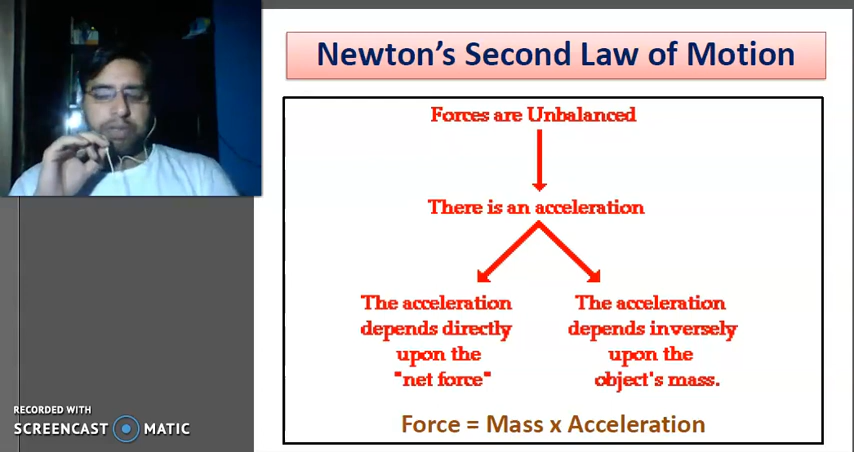 Newton's Second Law of Motion
Forces are Unbalanced
There is an acceleration
The acceleration
depends directly
upon the
"net force"
The acceleration
depends inversely
upon the
object's mass.
Force = Mass x Acceleration
RECORDED WITH
SCREENCAST MATIC